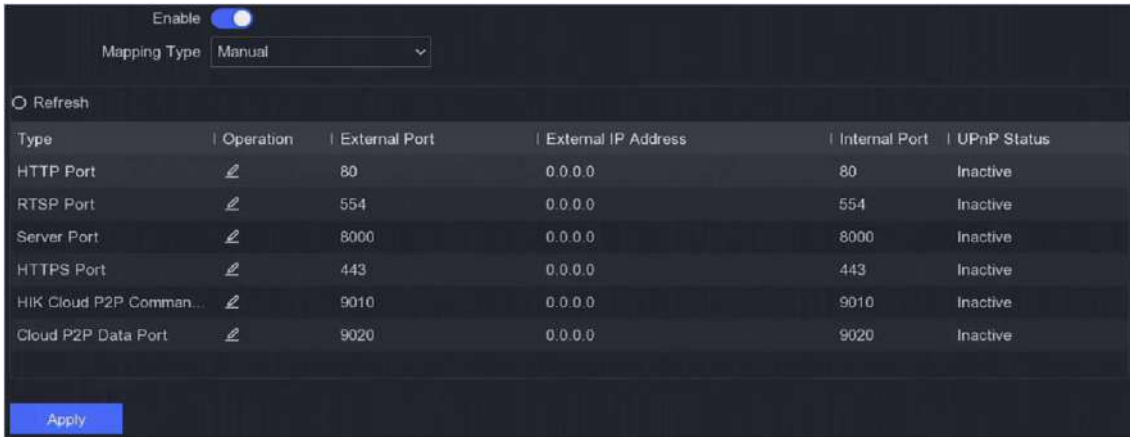 Enable
Mapping Type Manual
Refresh
Type Operation External Port External IP Address Internal Port UPnP Status
HTTP Port 80 0.0.0.0 80 Inactive
RTSP Port 554 0.0.0.0 554 Inactive
Server Port 8000 0.0.0.0 8000 Inactive
HTTPS Port 443 0.0.0.0 443 Inactive
HIK Cloud P2P Comman... 9010 0.0.0.0 9010 Inactive
Cloud P2P Data Port 9020 0.0.0.0 9020 Inactive
Apply